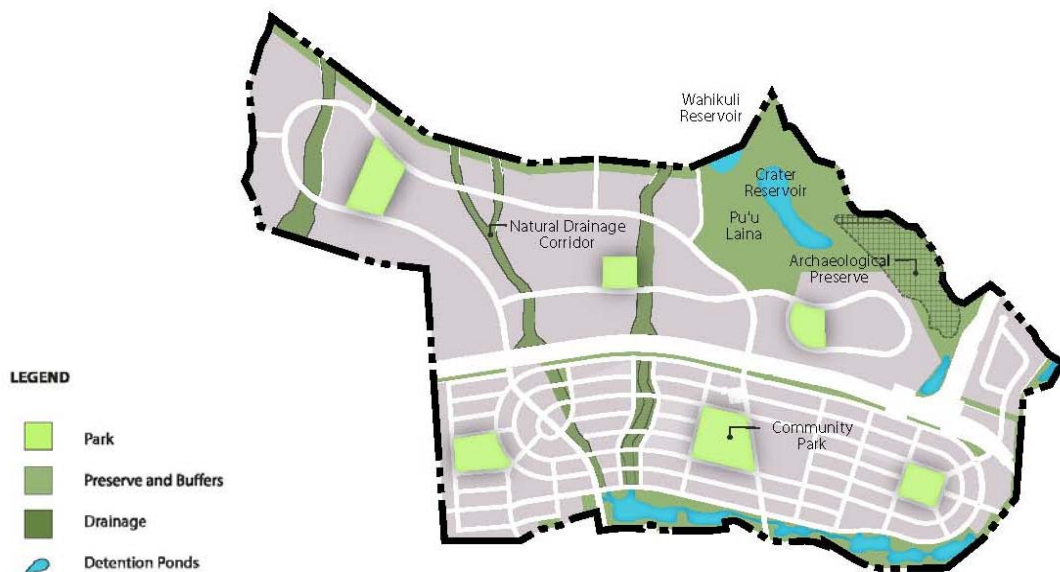 Wahikuli
Reservoir
Crater
Reservoir
Pu'u
Laina
Natural Drainage
Corridor
Archaeological
Preserve
Community
Park
LEGEND
Park
Preserve and Buffers
Drainage
Detention Ponds